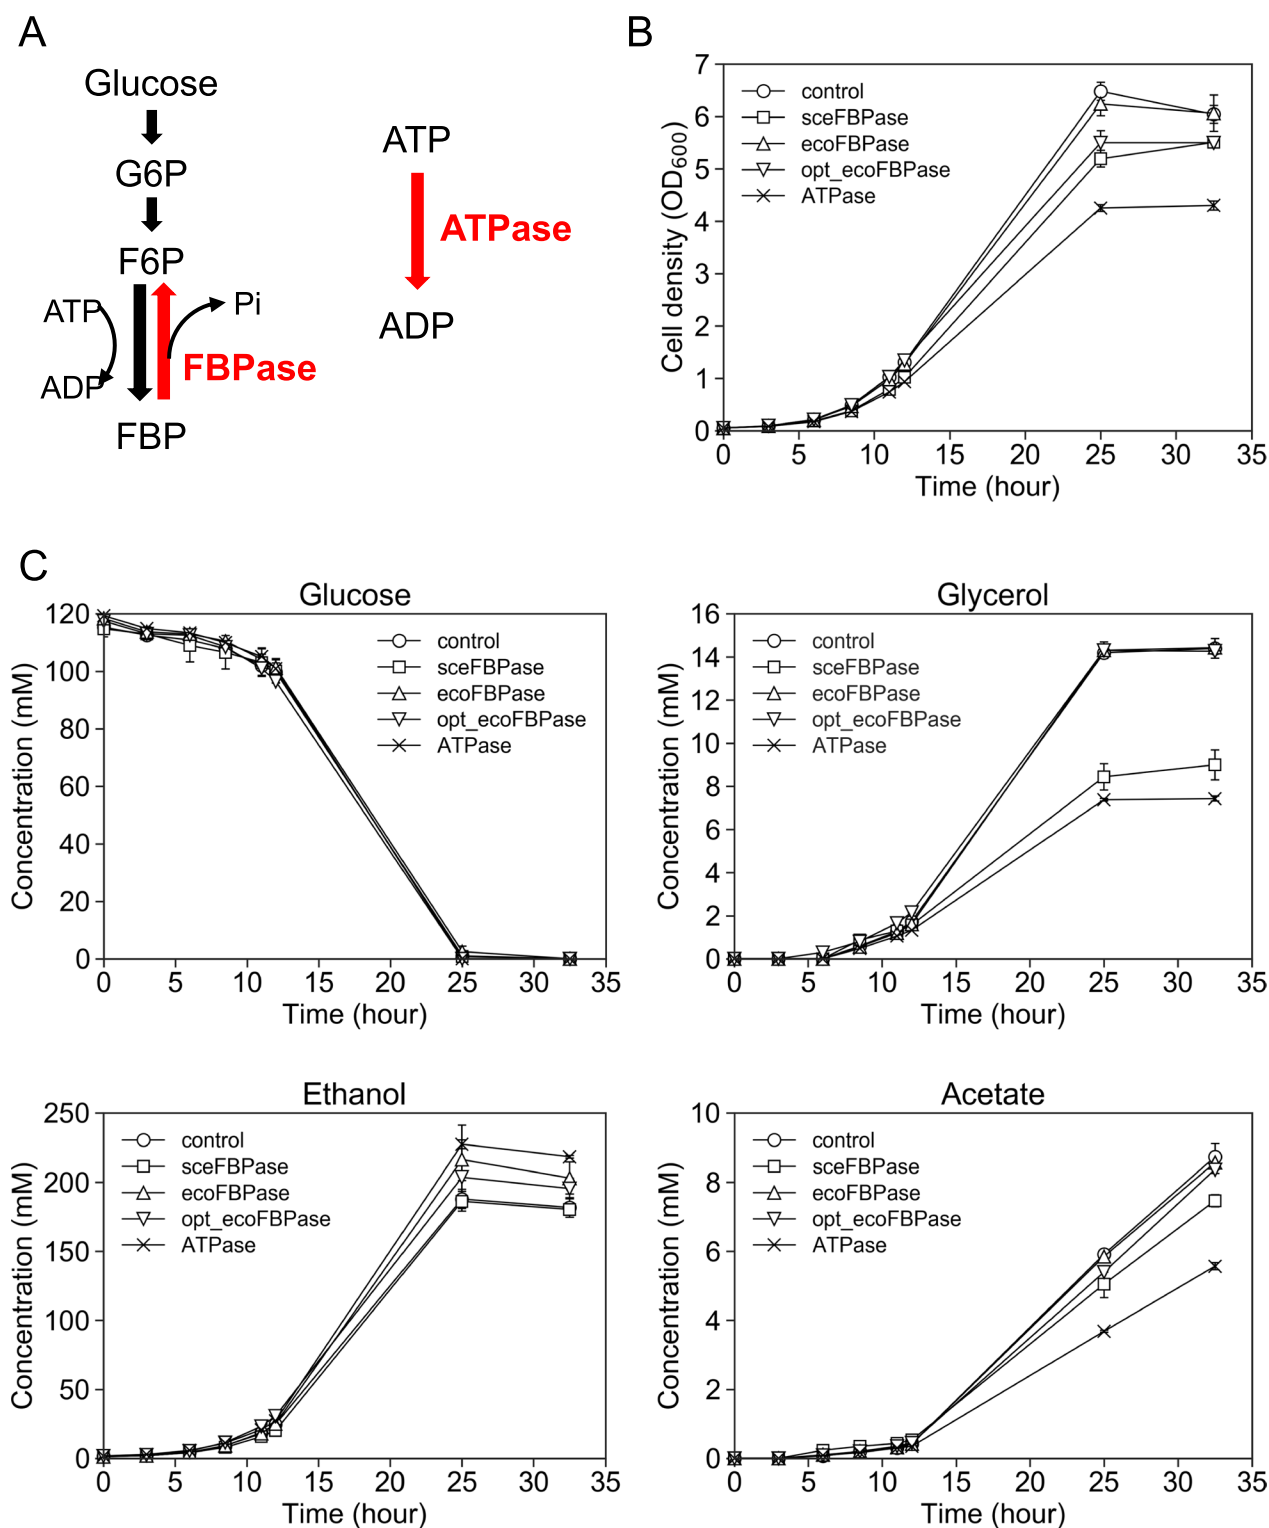 A
Glucose
G6P
F6P
ATP
ADP
Pi
FBPase
FBP
ATP
ATPase
ADP
B
7
6
5
4
3
2
1
0
Cell density (OD600)
control
sceFBPase
ecoFBPase
opt_ecoFBPase
ATPase
0 5 10 15 20 25 30 35
Time (hour)
C
Glucose
120
100
80
60
40
20
0
Concentration (mM)
control
sceFBPase
ecoFBPase
opt_ecoFBPase
ATPase
0 5 10 15 20 25 30 35
Time (hour)
Glycerol
16
14
12
10
8
6
4
2
0
Concentration (mM)
control
sceFBPase
ecoFBPase
opt_ecoFBPase
ATPase
0 5 10 15 20 25 30 35
Time (hour)
Ethanol
250
200
150
100
50
0
Concentration (mM)
control
sceFBPase
ecoFBPase
opt_ecoFBPase
ATPase
0 5 10 15 20 25 30 35
Time (hour)
Acetate
10
8
6
4
2
0
Concentration (mM)
control
sceFBPase
ecoFBPase
opt_ecoFBPase
ATPase
0 5 10 15 20 25 30 35
Time (hour)